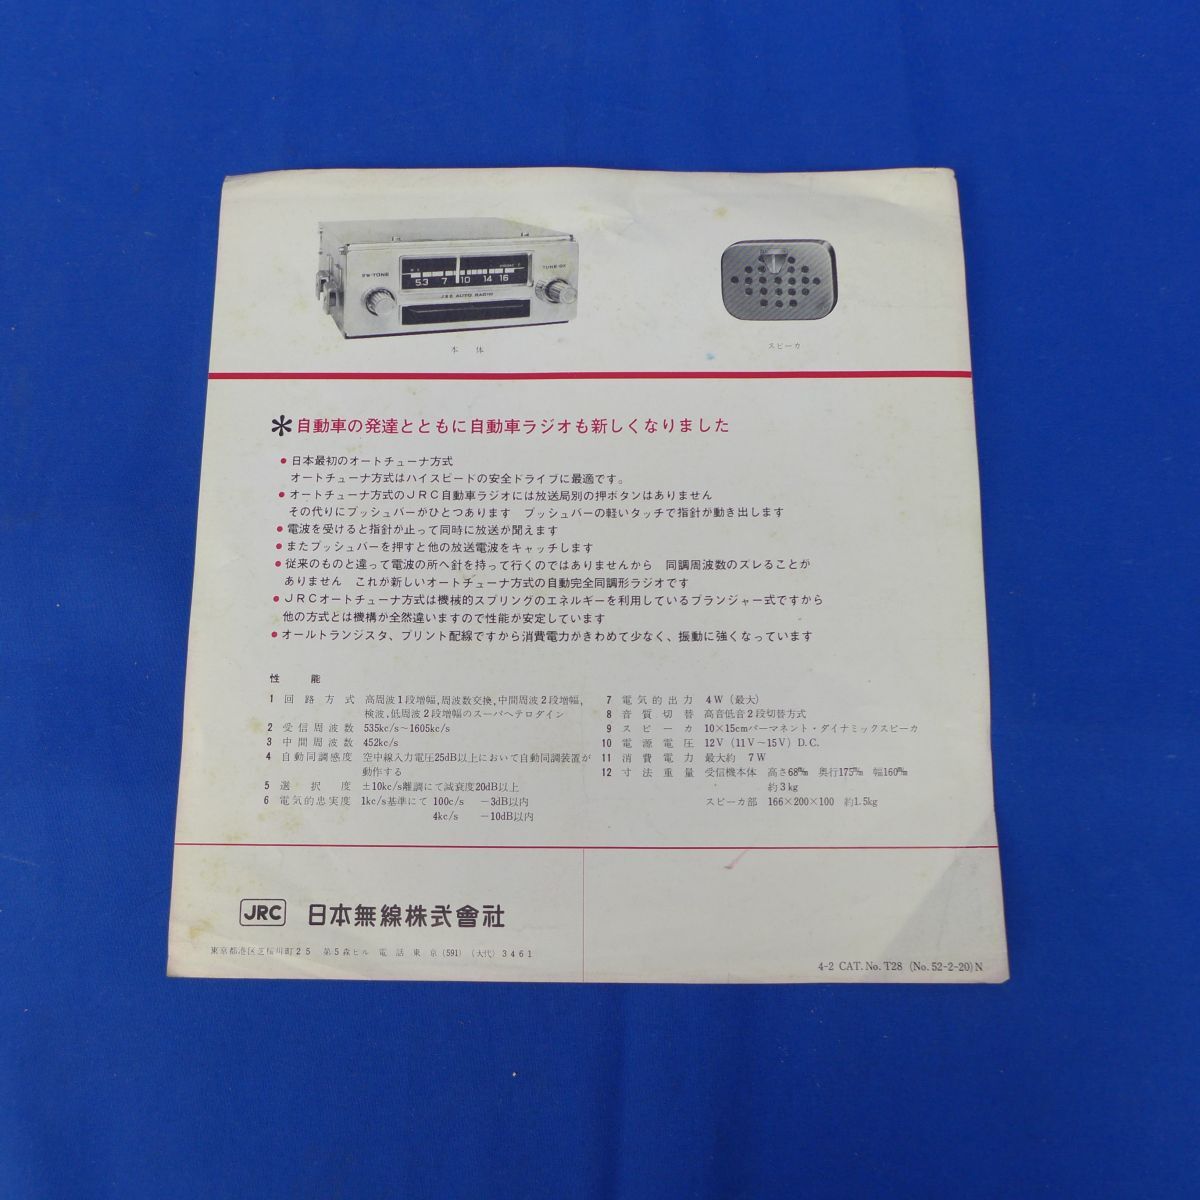 SW-TONE
TUNE-SH
53 7 10 14 16
JRC AUTO RADIO
本体
スピーカ
*自動車の発達とともに自動車ラジオも新しくなりました
●日本最初のオートチューナ方式
オートチューナ方式はハイスピードの安全ドライブに最適です。
●オートチューナ方式のJRC自動車ラジオには放送局別の押ボタンはありません
その代りにプッシュバーがひとつあります プッシュバーの軽いタッチで指針が動き出します
●電波を受けると指針が止って同時に放送が聞えます
●またプッシュバーを押すと他の放送電波をキャッチします
●従来のものと違って電波の所へ針を持って行くのではありませんから 同調周波数のズレることが
ありません これが新しいオートチューナ方式の自動完全同調形ラジオです
●JRCオートチューナ方式は機械的スプリングのエネルギーを利用しているプランジャー式ですから
他の方式とは機構が全然違いますので性能が安定しています
●オールトランジスタ、プリント配線ですから消費電力がきわめて少なく、振動に強くなっています
性能
1 回路方式 高周波1段増幅,周波数交換,中間周波2段増幅,
検波,低周波2段増幅のスーパヘテロダイン
2 受信周波数 535kc/s~1605kc/s
3 中間周波数 452kc/s
4 自動同調感度 空中線入力電圧25dB以上において自動同調装置が
動作する
5 選択度 ±10kc/s離調にて減衰度20dB以上
6 電気的忠実度 1kc/s基準にて 100c/s -3dB以内
4kc/s -10dB以内
7 電気的出力 4W(最大)
8 音質切替 高音低音2段切替方式
9 スピーカ 10×15cmパーマネント・ダイナミックスピーカ
10 電源電圧 12V(11V~15V)D.C.
11 消費電力 最大約 7W
12 寸法重量 受信機本体 高さ68m/m 奥行175m/m 幅160m/m
約3kg
スピーカ部 166×200×100 約1.5kg
JRC 日本無線株式會社
東京都港区芝桜川町25 第5森ビル 電話東京(591)(大代)3461
4-2 CAT. No. T28 (No. 52-2-20)N